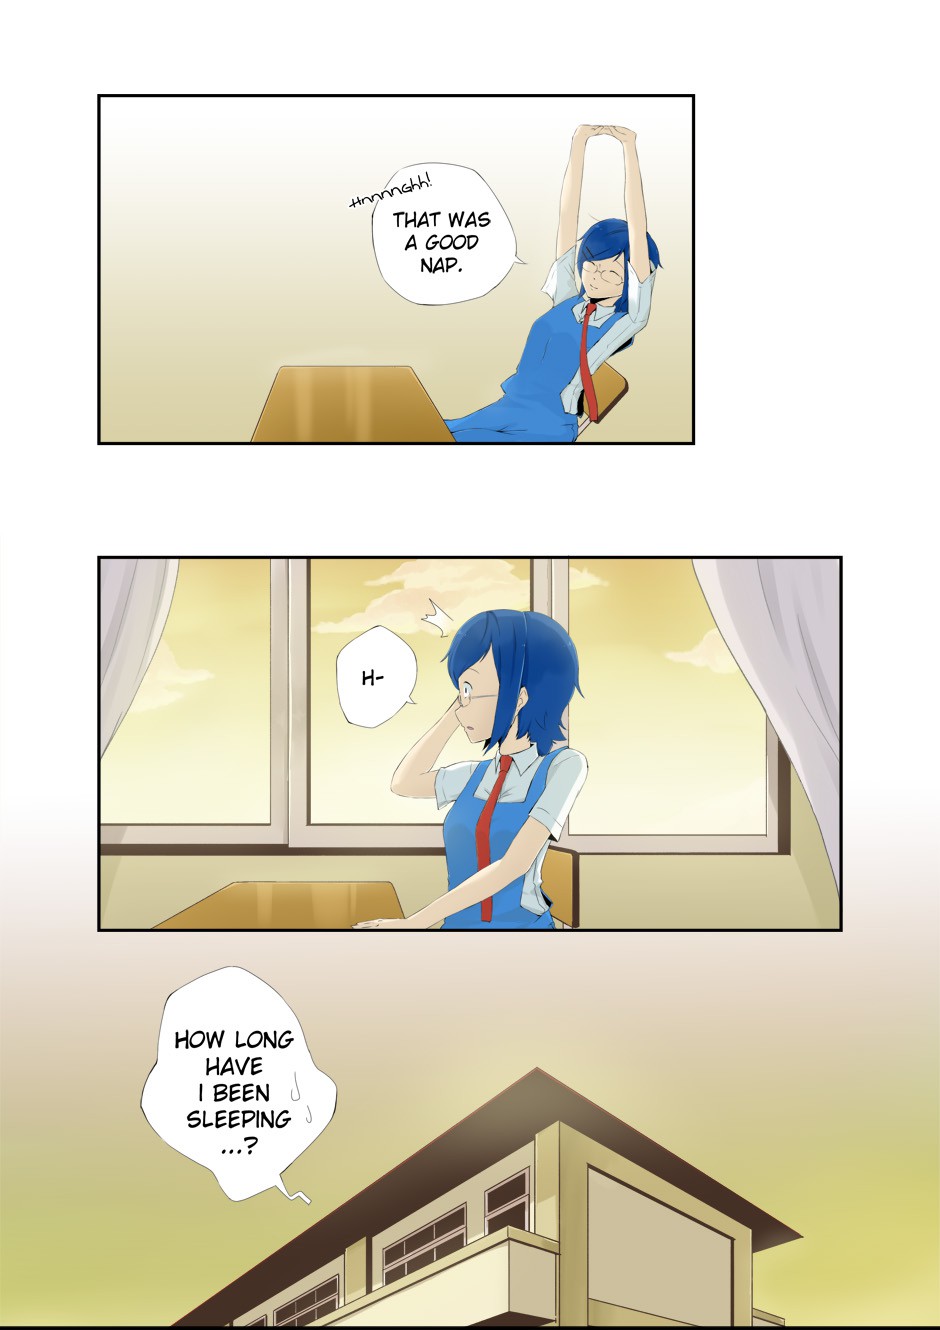 Hnnnnghh!
THAT WAS
A GOOD
NAP.
H-
HOW LONG
HAVE
I BEEN
SLEEPING
...?